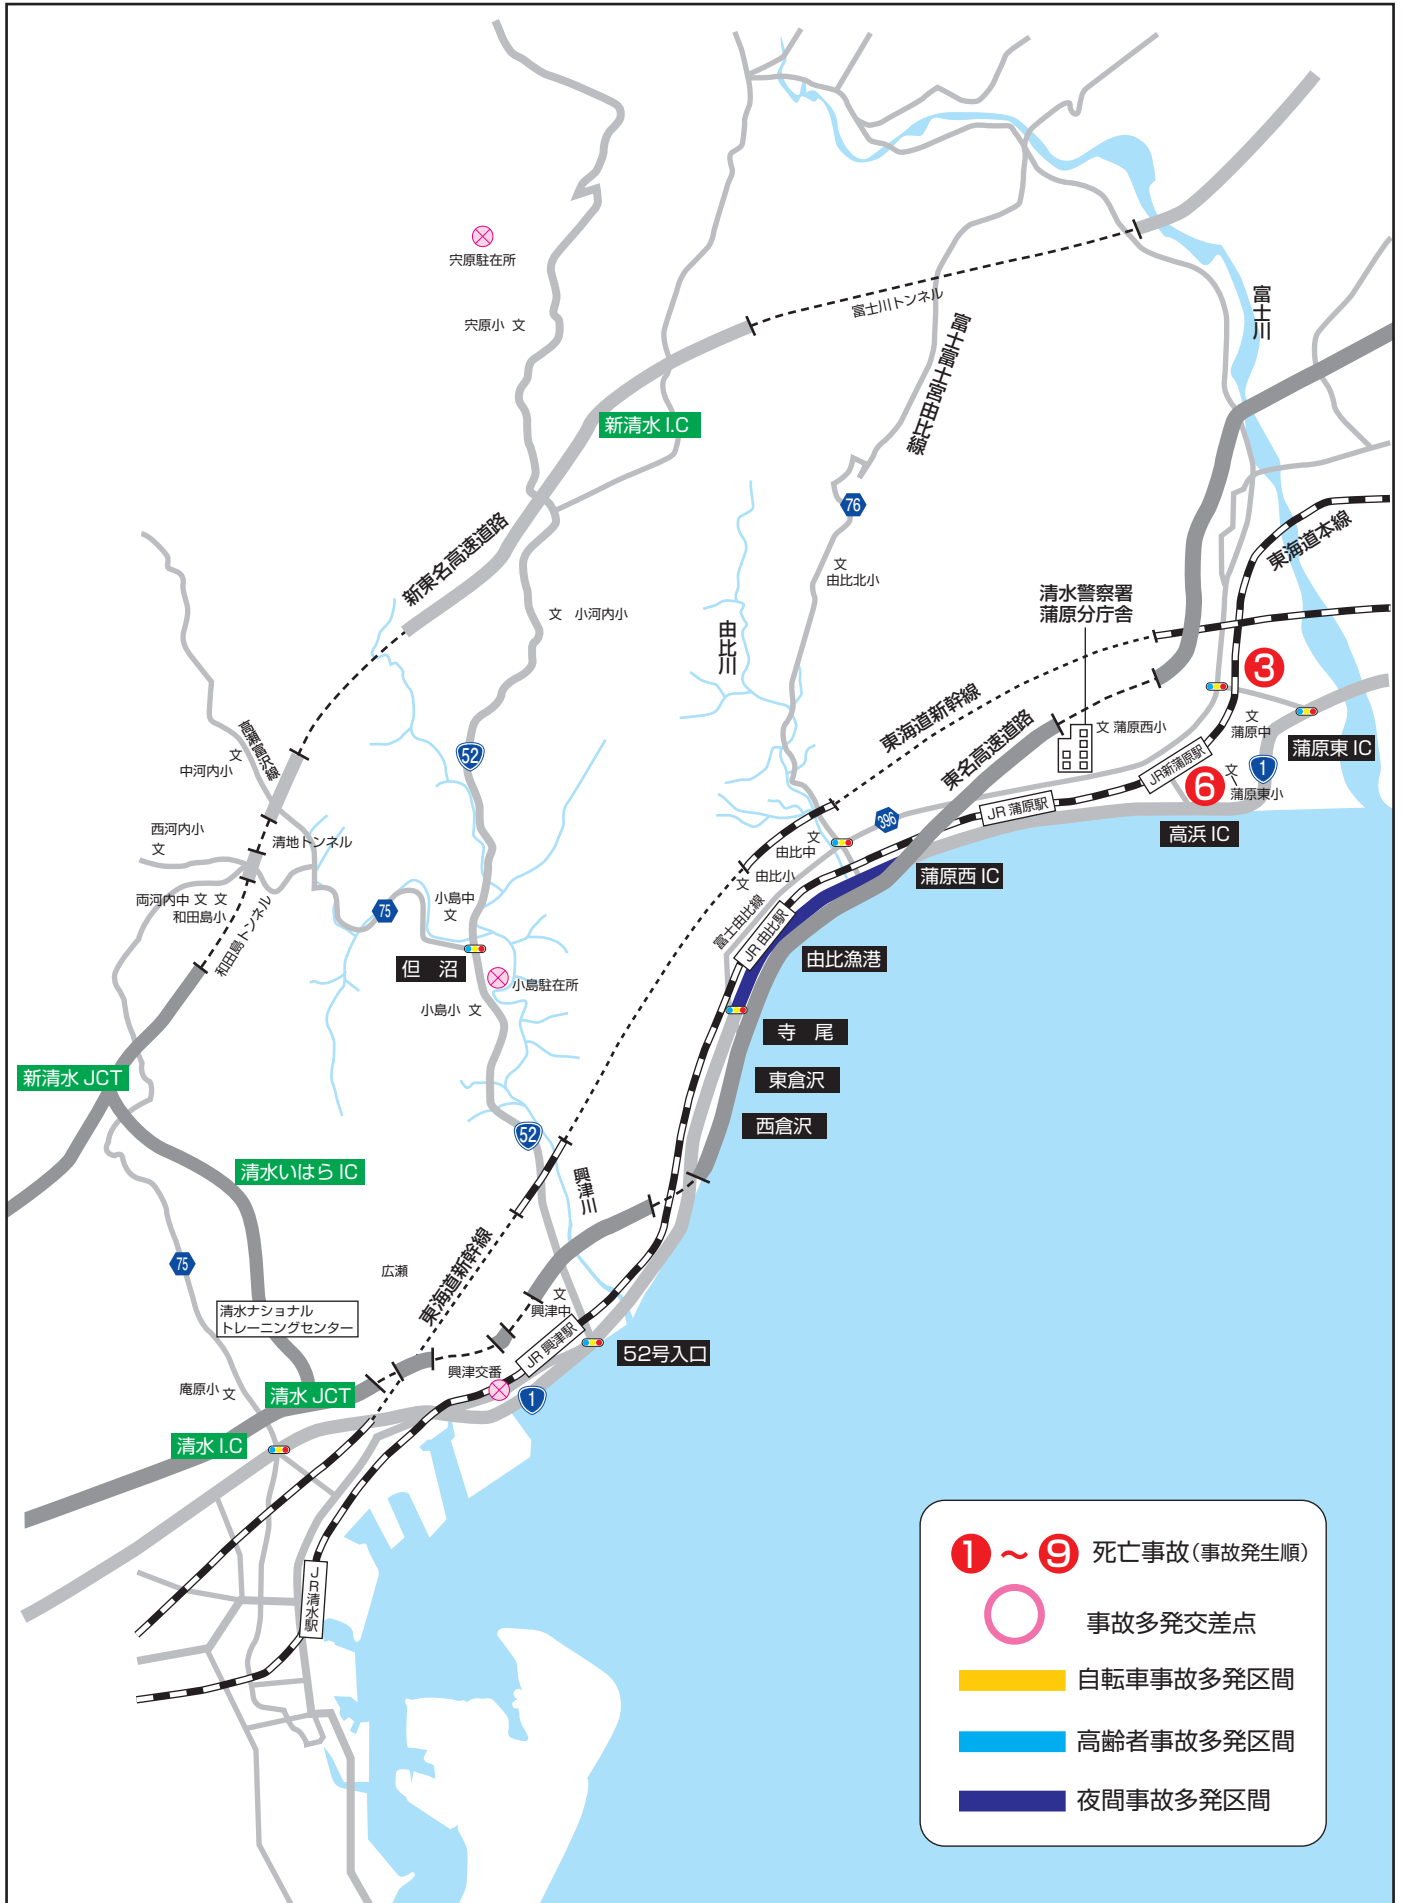 穴原駐在所
穴原小 文
富士川トンネル
富士川
富士富士宮由比線
新清水 I.C
76
新東名高速道路
東海道本線
文
由比北小
清水警察署
蒲原分庁舎
文 小河内小
由比川
3
東海道新幹線
東名高速道路
文 蒲原西小
文
蒲原中
高瀬富沢線
52
文
中河内小
蒲原東 IC
1
JR新蒲原駅
6
文
蒲原東小
JR 蒲原駅
396
高浜 IC
西河内小
文
清地トンネル
文
由比中
文
由比小
蒲原西 IC
両河内中 文 文
和田島小
75
小島中
文
富士由比線
JR 由比駅
和田島トンネル
但 沼
由比漁港
小島駐在所
小島小 文
寺 尾
新清水 JCT
東倉沢
西倉沢
52
清水いはら IC
興津川
75
広瀬
東海道新幹線
清水ナショナル
トレーニングセンター
文
興津中
JR 興津駅
52号入口
興津交番
庵原小 文
清水 JCT
1
清水 I.C
JR清水駅
1 ～ 9 死亡事故（事故発生順）
事故多発交差点
自転車事故多発区間
高齢者事故多発区間
夜間事故多発区間